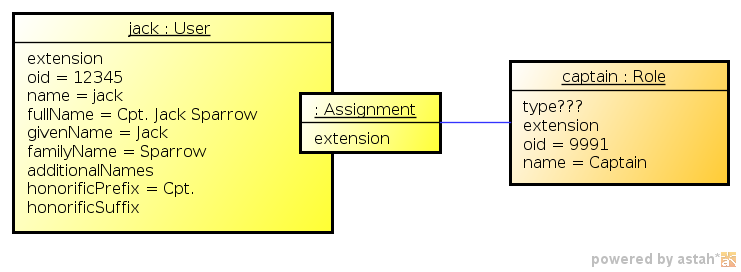 jack : User
extension
oid = 12345
name = jack
fullName = Cpt. Jack Sparrow
givenName = Jack
familyName = Sparrow
additionalNames
honorificPrefix = Cpt.
honorificSuffix
: Assignment
extension
captain : Role
type???
extension
oid = 9991
name = Captain
powered by astah*